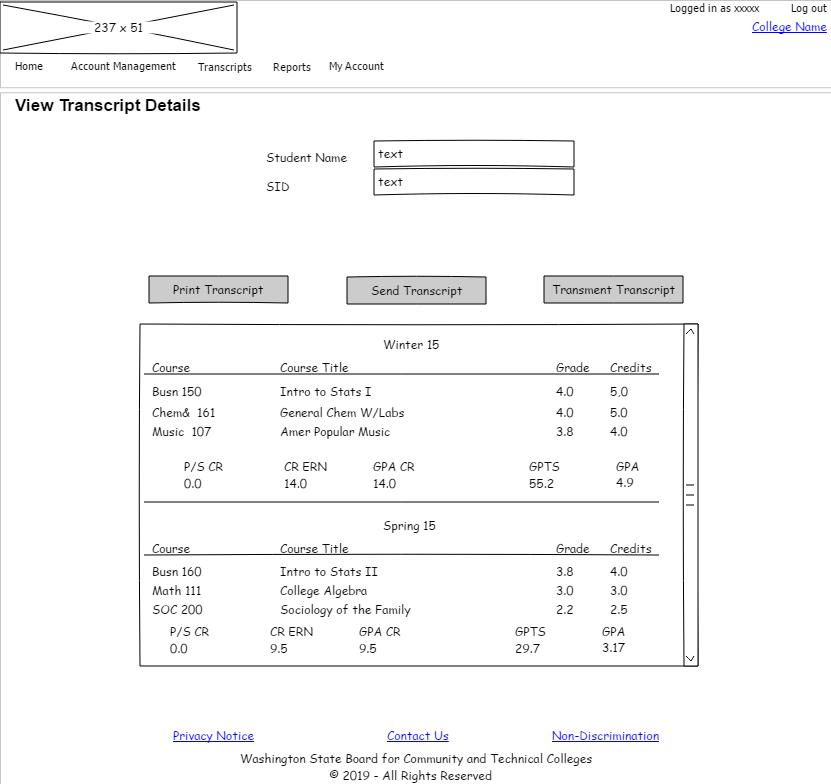 Logged in as xxxxx Log out
237 x 51
College Name
Home Account Management Transcripts Reports My Account
View Transcript Details
Student Name text
SID text
Print Transcript Send Transcript Transment Transcript
Winter 15
Course Course Title Grade Credits
Busn 150 Intro to Stats I 4.0 5.0
Chem& 161 General Chem W/Labs 4.0 5.0
Music 107 Amer Popular Music 3.8 4.0
P/S CR CR ERN GPA CR GPTS GPA
0.0 14.0 14.0 55.2 4.9
Spring 15
Course Course Title Grade Credits
Busn 160 Intro to Stats II 3.8 4.0
Math 111 College Algebra 3.0 3.0
SOC 200 Sociology of the Family 2.2 2.5
P/S CR CR ERN GPA CR GPTS GPA
0.0 9.5 9.5 29.7 3.17
Privacy Notice Contact Us Non-Discrimination
Washington State Board for Community and Technical Colleges
© 2019 - All Rights Reserved